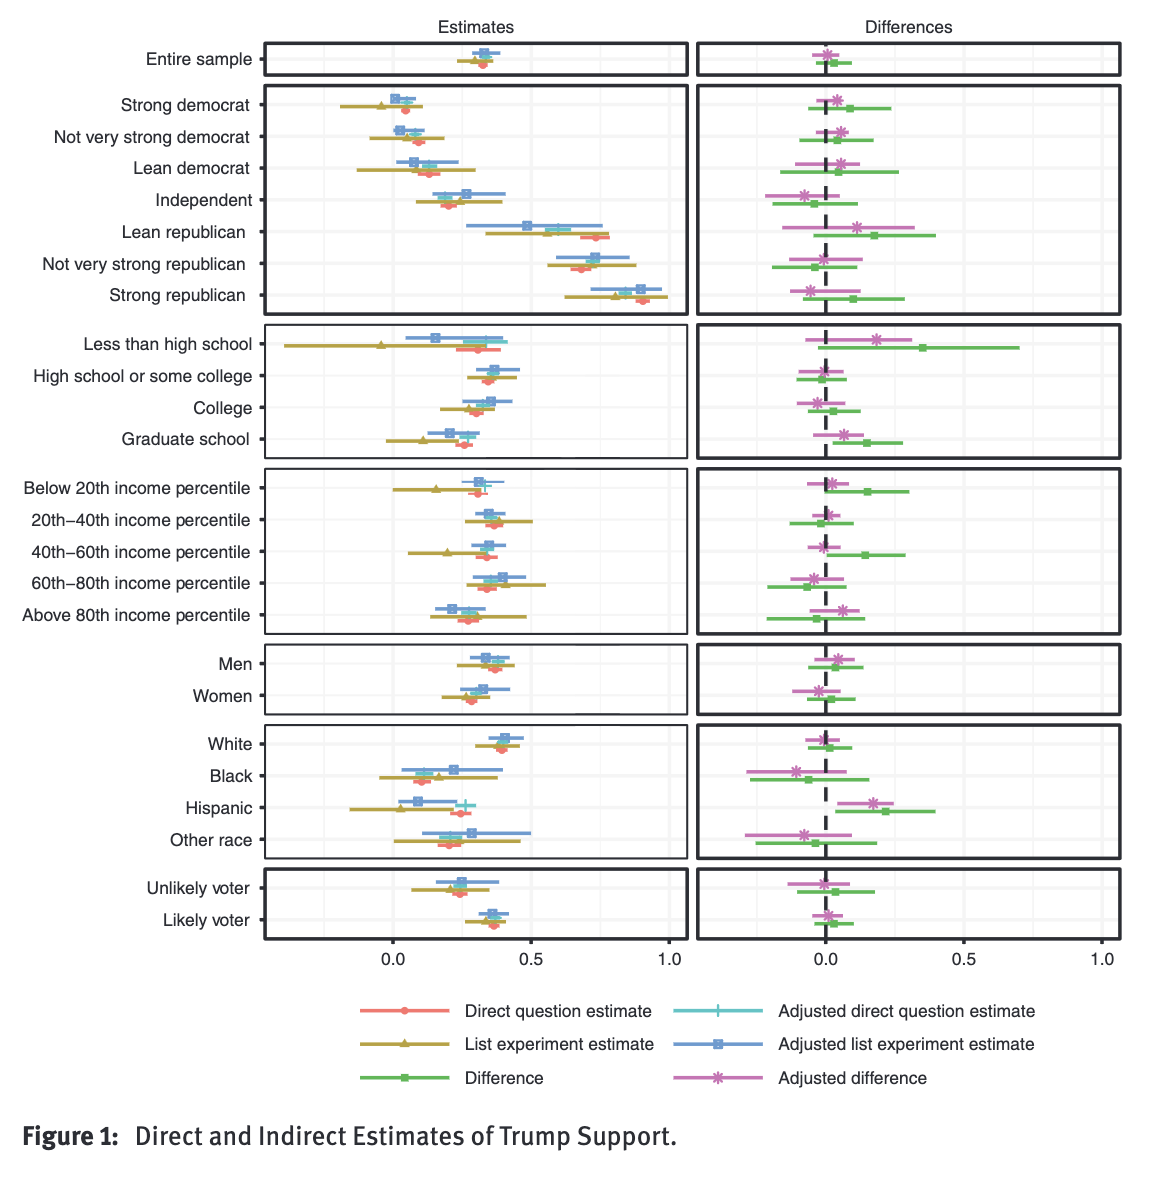 Estimates Differences
Entire sample
Strong democrat
Not very strong democrat
Lean democrat
Independent
Lean republican
Not very strong republican
Strong republican
Less than high school
High school or some college
College
Graduate school
Below 20th income percentile
20th−40th income percentile
40th−60th income percentile
60th−80th income percentile
Above 80th income percentile
Men
Women
White
Black
Hispanic
Other race
Unlikely voter
Likely voter
0.0 0.5 1.0 0.0 0.5 1.0
Direct question estimate Adjusted direct question estimate
List experiment estimate Adjusted list experiment estimate
Difference Adjusted difference
Figure 1: Direct and Indirect Estimates of Trump Support.